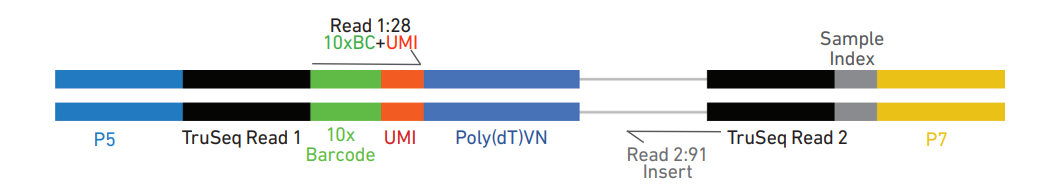 Read 1:28
10xBC+UMI
Sample
Index
P5
TruSeq Read 1
10x
Barcode
UMI
Poly(dT)VN
Read 2:91
Insert
TruSeq Read 2
P7